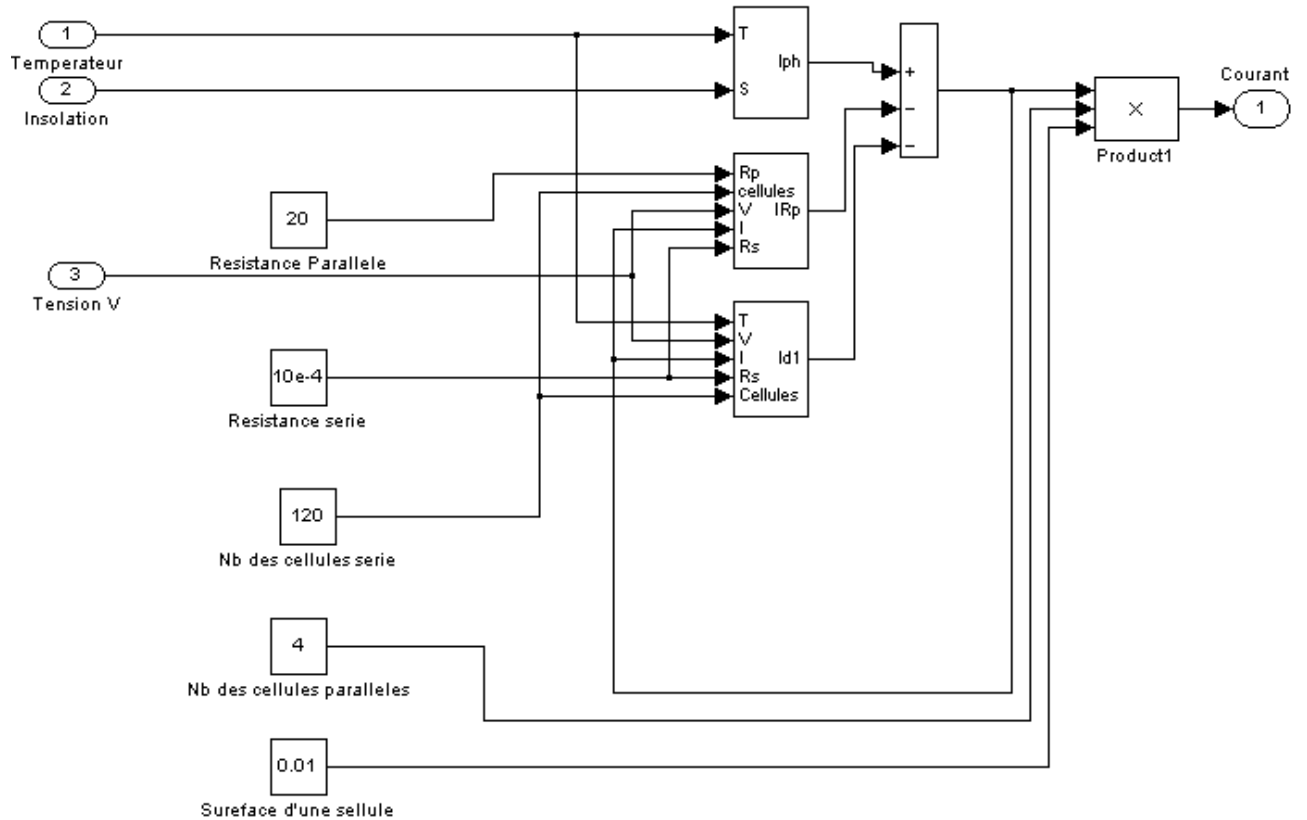 1
Temperateur
2
Insolation
T
S
Iph
+
−
−
Courant
1
×
Product1
20
Resistance Parallele
Rp
cellules
V
I
Rs
IRp
3
Tension V
T
V
I
Rs
Cellules
Id1
10e-4
Resistance serie
120
Nb des cellules serie
4
Nb des cellules paralleles
0.01
Sureface d'une sellule